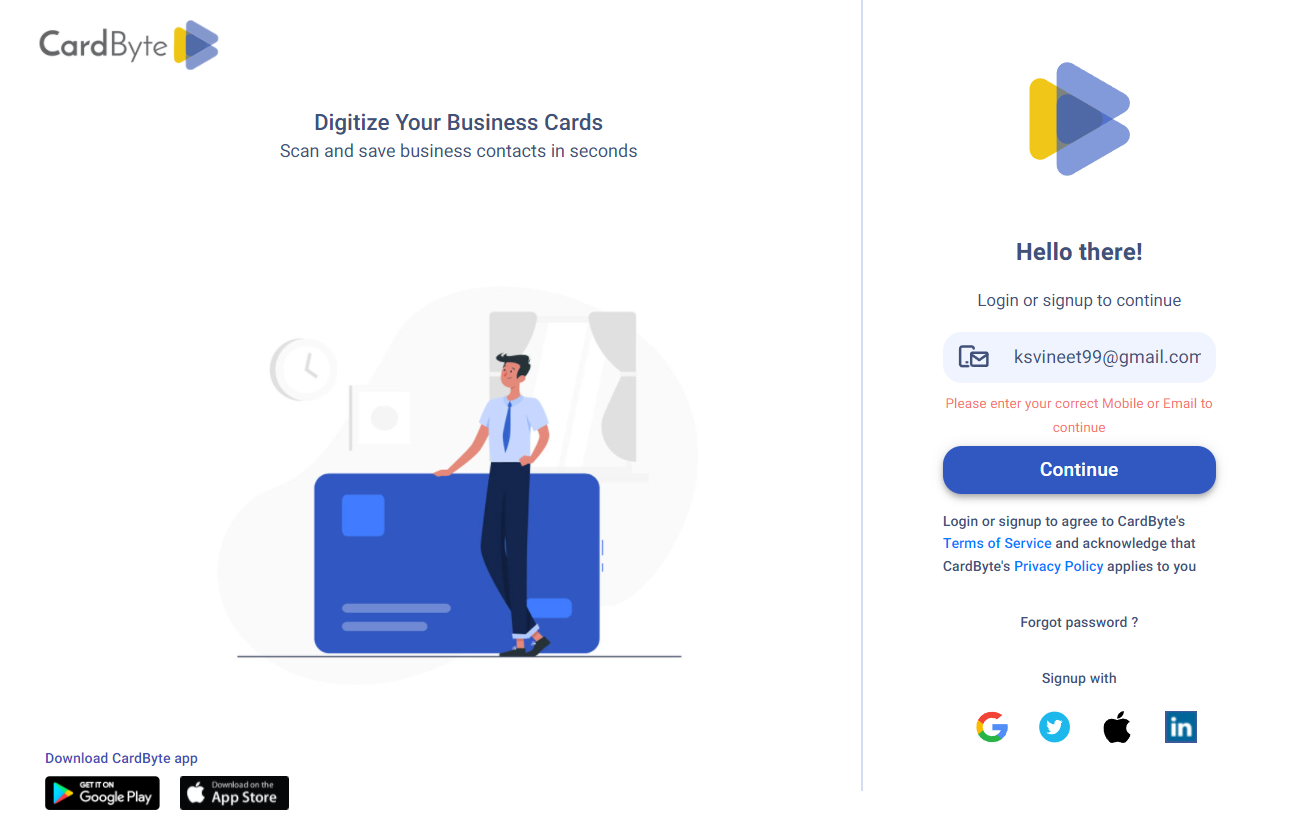 CardByte
Digitize Your Business Cards
Scan and save business contacts in seconds
Download CardByte app
GET IT ON
Google Play
Download on the
App Store
Hello there!
Login or signup to continue
ksvineet99@gmail.com
Please enter your correct Mobile or Email to
continue
Continue
Login or signup to agree to CardByte's
Terms of Service and acknowledge that
CardByte's Privacy Policy applies to you
Forgot password ?
Signup with
in